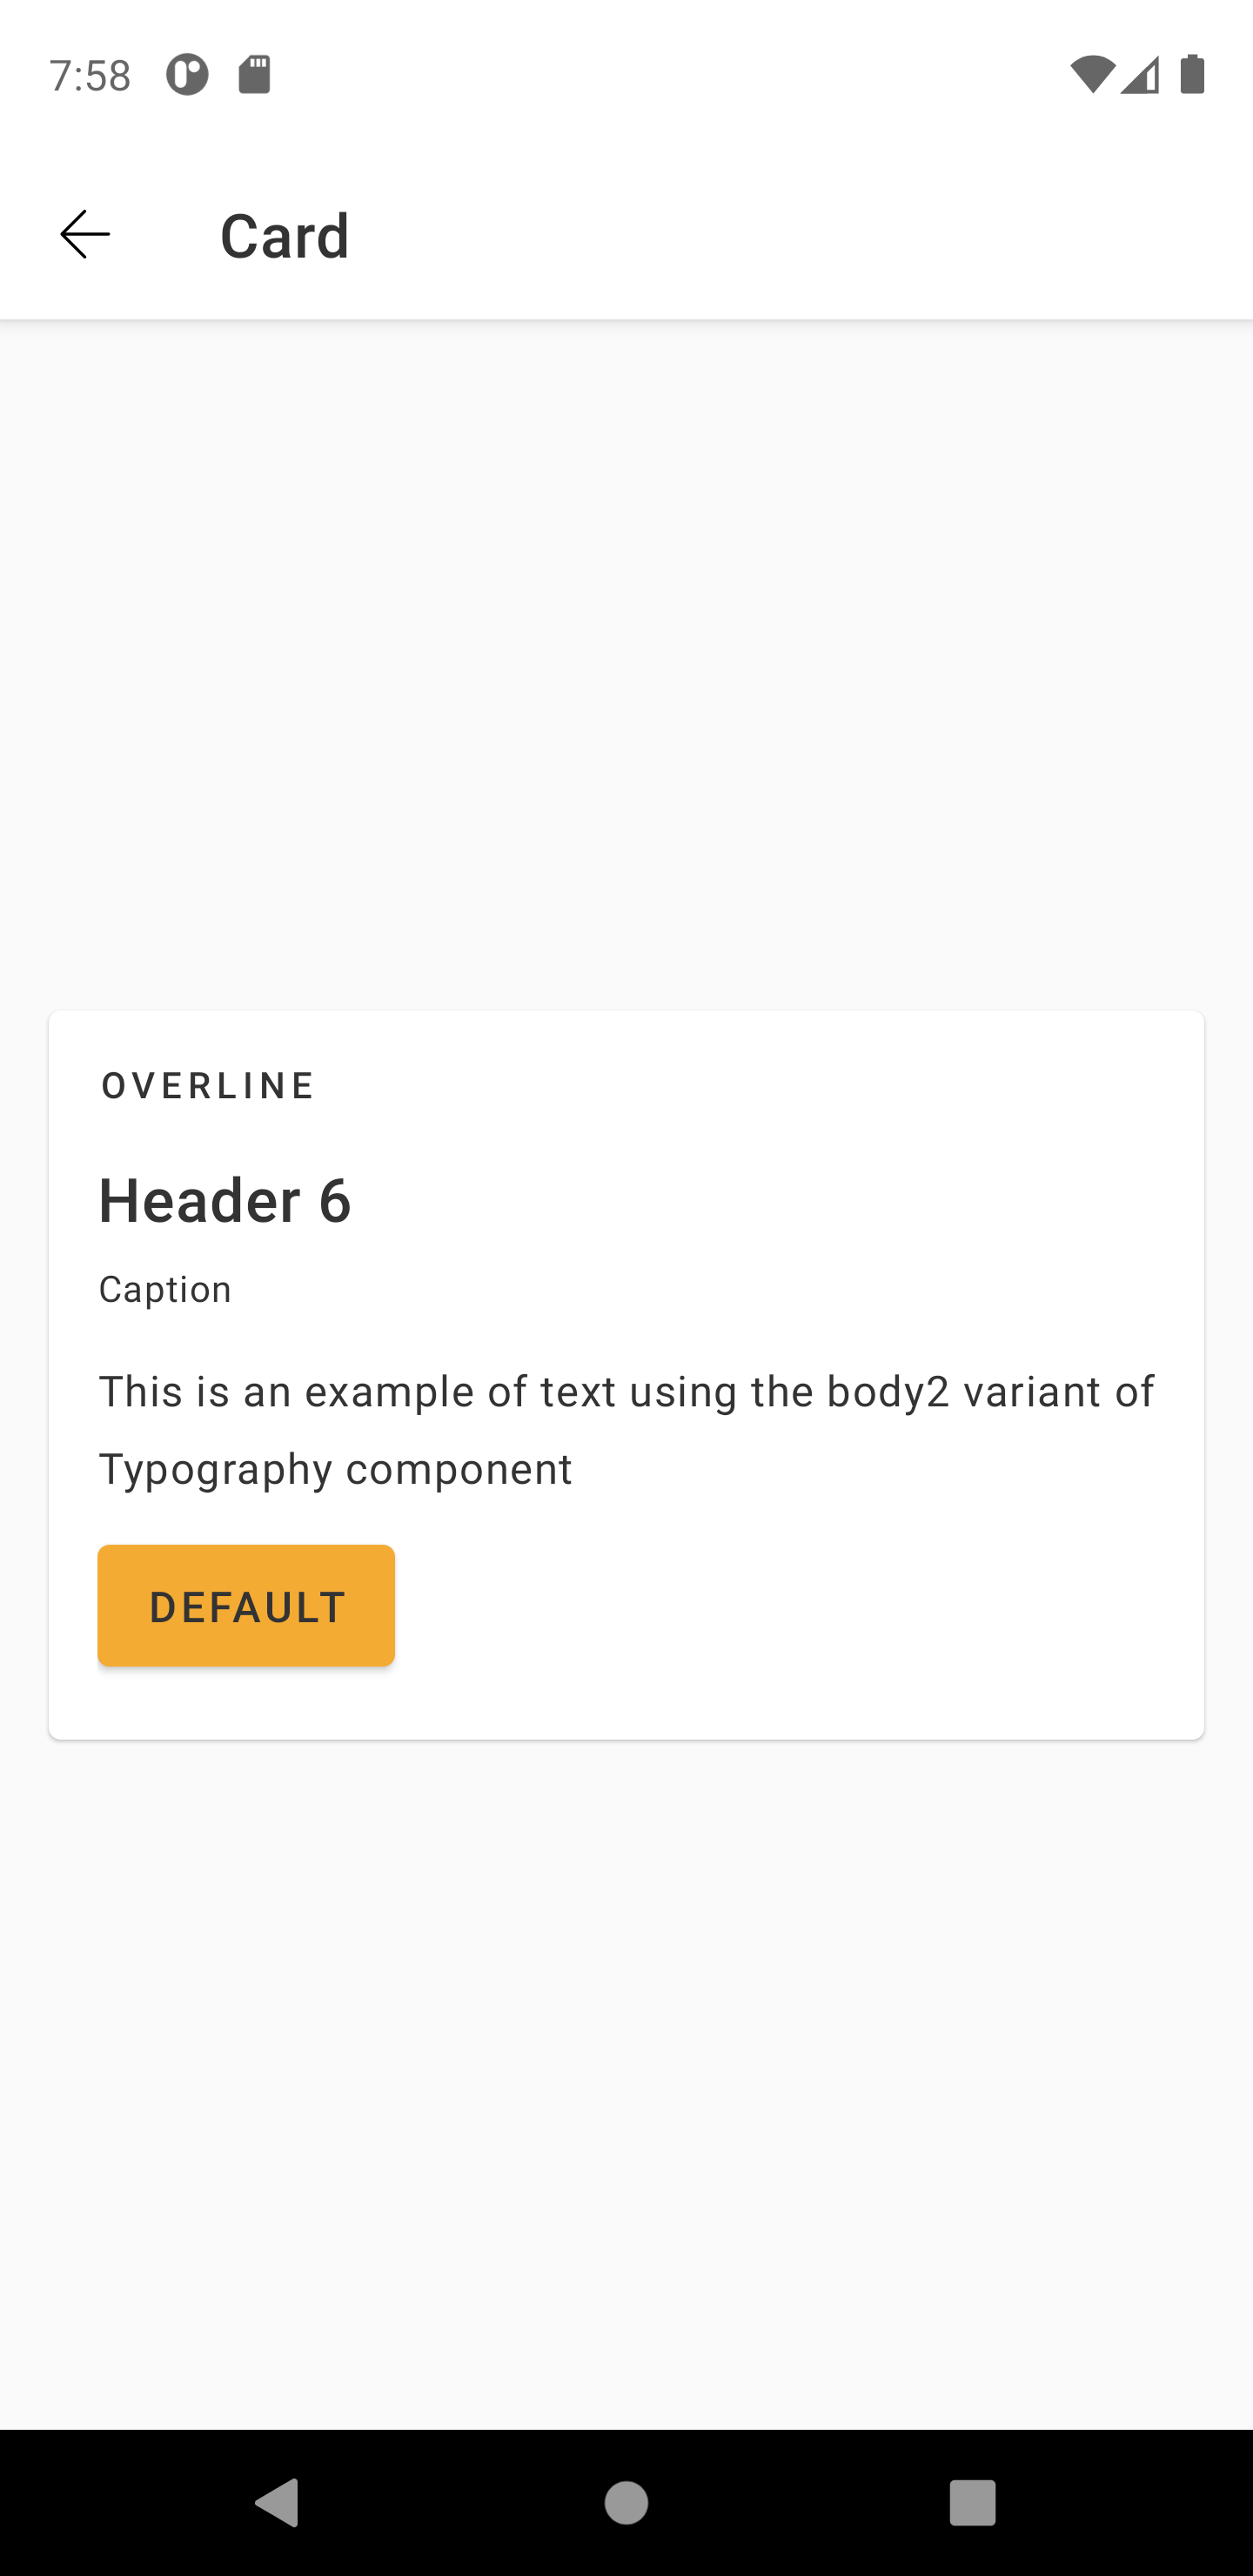 7:58
Card
OVERLINE
Header 6
Caption
This is an example of text using the body2 variant of
Typography component
DEFAULT